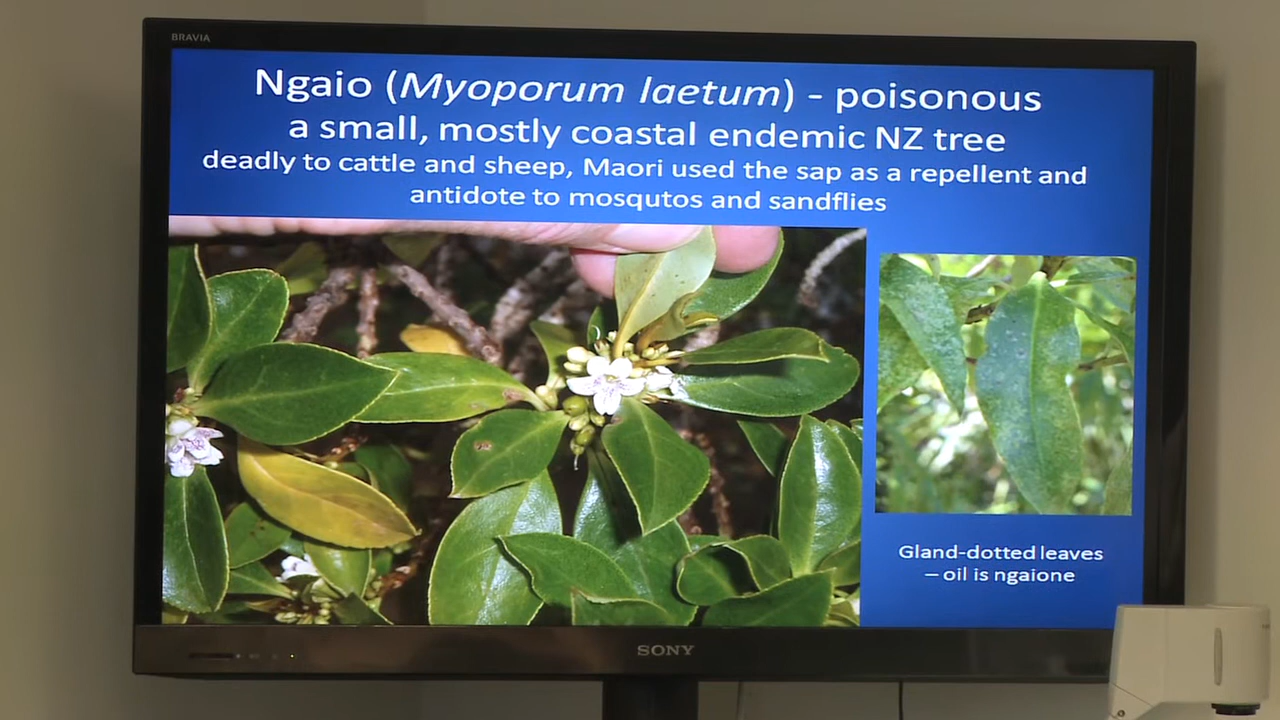 BRAVIA
Ngaio (Myoporum laetum) - poisonous
a small, mostly coastal endemic NZ tree
deadly to cattle and sheep, Maori used the sap as a repellent and
antidote to mosqutos and sandflies
Gland-dotted leaves
– oil is ngaione
SONY